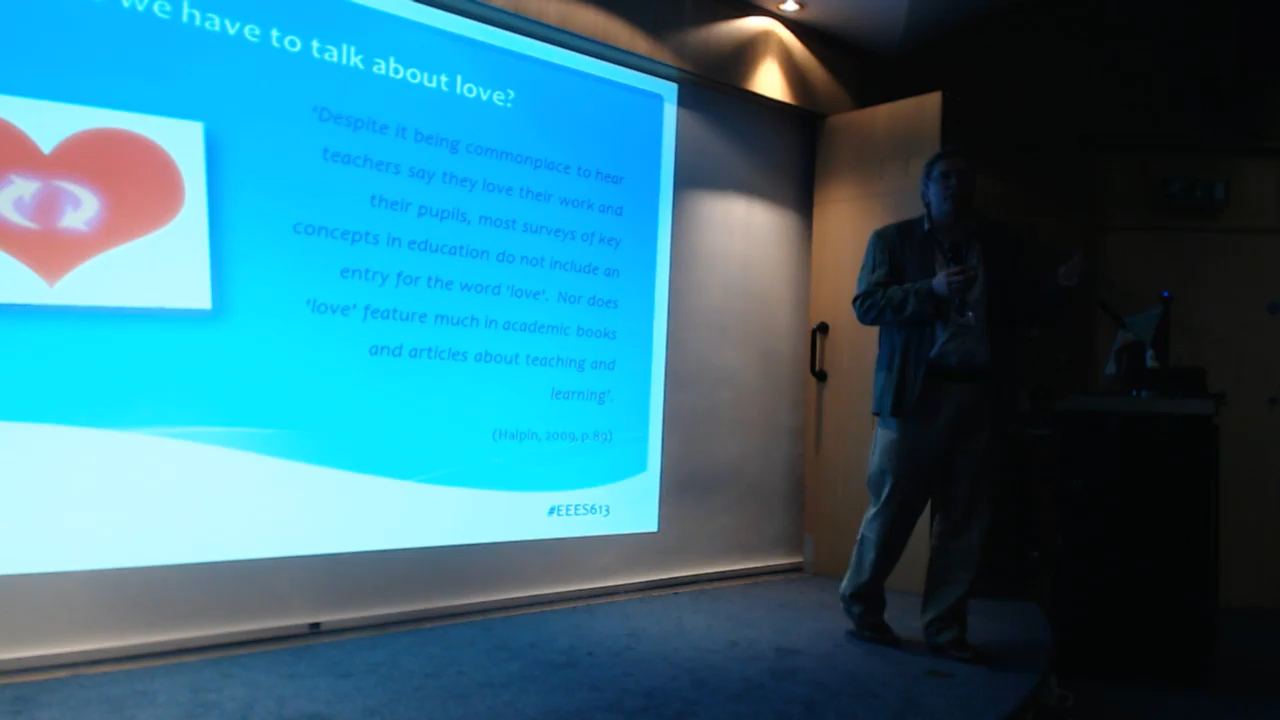 we have to talk about love?
'Despite it being commonplace to hear
teachers say they love their work and
their pupils, most surveys of key
concepts in education do not include an
entry for the word 'love'. Nor does
'love' feature much in academic books
and articles about teaching and
learning'.
(Halpin, 2009, p.89)
#EEES613